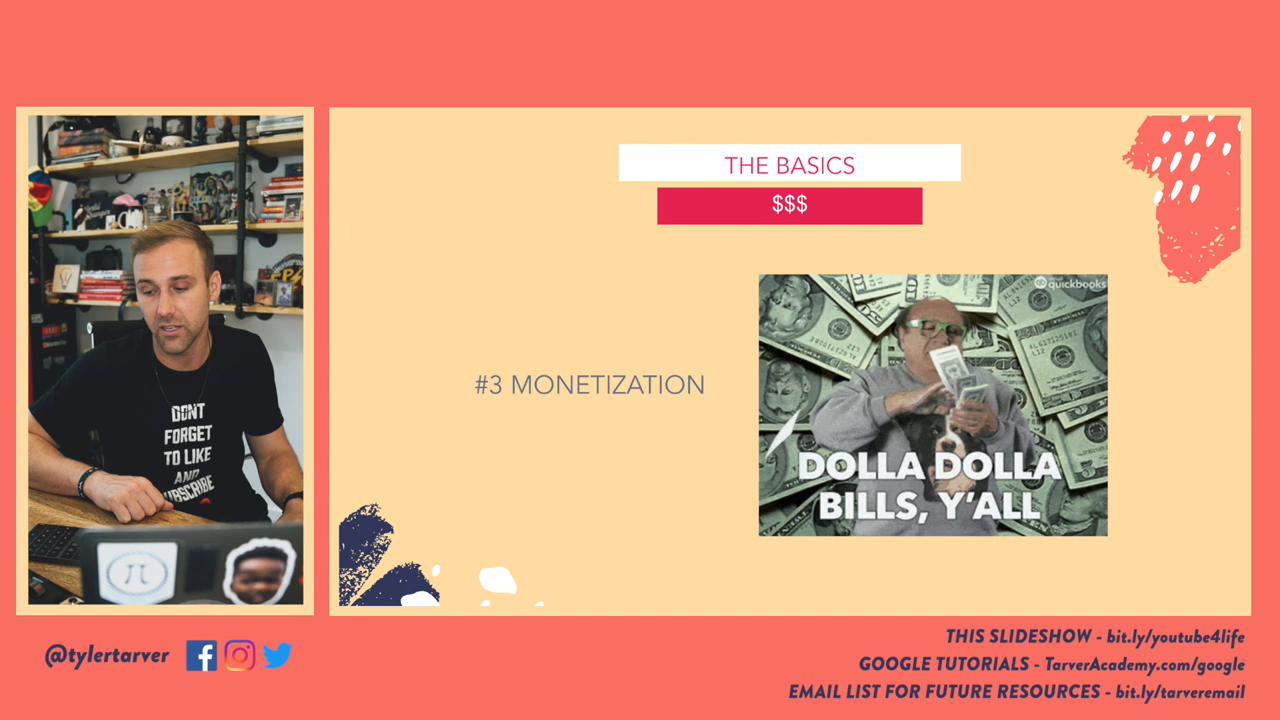 THE BASICS
$$$
quickbooks
#3 MONETIZATION
DOLLA DOLLA
BILLS, Y'ALL
DONT
FORGET
TO LIKE
AND
UBSCRIBE
π
@tylertarver
THIS SLIDESHOW - bit.ly/youtube4life
GOOGLE TUTORIALS - TarverAcademy.com/google
EMAIL LIST FOR FUTURE RESOURCES - bit.ly/tarveremail